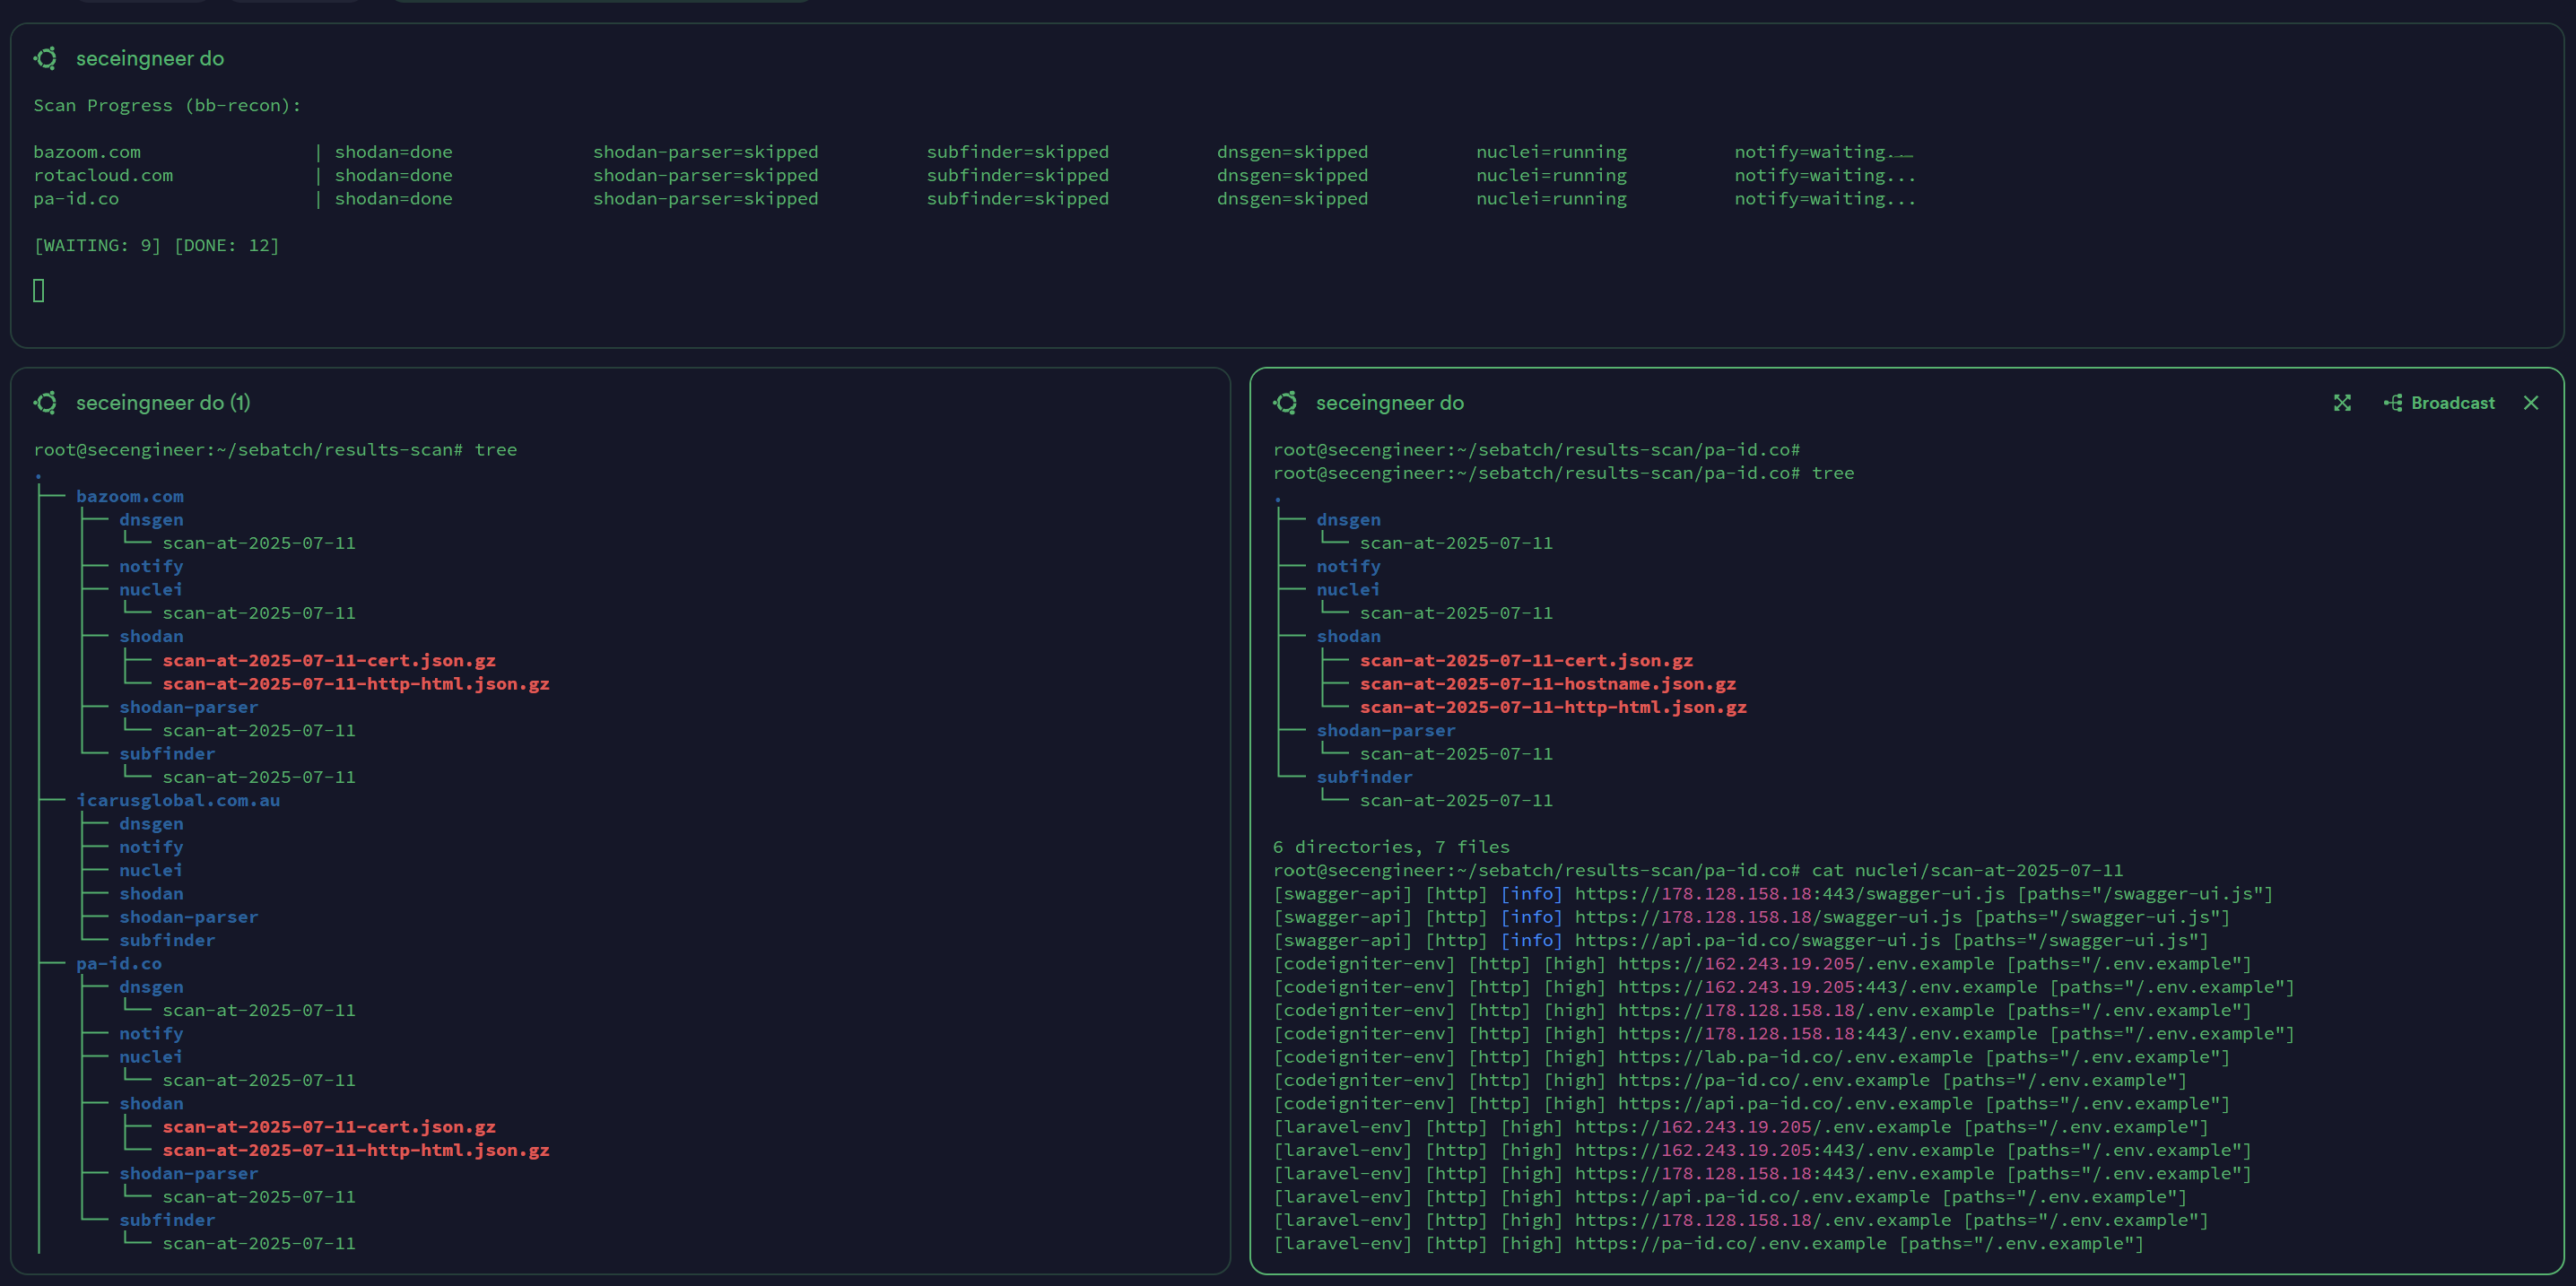 seceingneer do
Scan Progress (bb-recon):
bazoom.com | shodan=done shodan-parser=skipped subfinder=skipped dnsgen=skipped nuclei=running notify=waiting...
rotacloud.com | shodan=done shodan-parser=skipped subfinder=skipped dnsgen=skipped nuclei=running notify=waiting...
pa-id.co | shodan=done shodan-parser=skipped subfinder=skipped dnsgen=skipped nuclei=running notify=waiting...
[WAITING: 9] [DONE: 12]
seceingneer do (1)
root@secengineer:~/sebatch/results-scan# tree
.
├── bazoom.com
│   ├── dnsgen
│   │   └── scan-at-2025-07-11
│   ├── notify
│   ├── nuclei
│   │   └── scan-at-2025-07-11
│   ├── shodan
│   │   ├── scan-at-2025-07-11-cert.json.gz
│   │   └── scan-at-2025-07-11-http-html.json.gz
│   ├── shodan-parser
│   │   └── scan-at-2025-07-11
│   └── subfinder
│       └── scan-at-2025-07-11
├── icarusglobal.com.au
│   ├── dnsgen
│   ├── notify
│   ├── nuclei
│   ├── shodan
│   ├── shodan-parser
│   └── subfinder
├── pa-id.co
│   ├── dnsgen
│   │   └── scan-at-2025-07-11
│   ├── notify
│   ├── nuclei
│   │   └── scan-at-2025-07-11
│   ├── shodan
│   │   ├── scan-at-2025-07-11-cert.json.gz
│   │   └── scan-at-2025-07-11-http-html.json.gz
│   ├── shodan-parser
│   │   └── scan-at-2025-07-11
│   └── subfinder
│       └── scan-at-2025-07-11
seceingneer do
Broadcast
root@secengineer:~/sebatch/results-scan/pa-id.co#
root@secengineer:~/sebatch/results-scan/pa-id.co# tree
.
├── dnsgen
│   └── scan-at-2025-07-11
├── notify
├── nuclei
│   └── scan-at-2025-07-11
├── shodan
│   ├── scan-at-2025-07-11-cert.json.gz
│   ├── scan-at-2025-07-11-hostname.json.gz
│   └── scan-at-2025-07-11-http-html.json.gz
├── shodan-parser
│   └── scan-at-2025-07-11
└── subfinder
    └── scan-at-2025-07-11
6 directories, 7 files
root@secengineer:~/sebatch/results-scan/pa-id.co# cat nuclei/scan-at-2025-07-11
[swagger-api] [http] [info] https://178.128.158.18:443/swagger-ui.js [paths="/swagger-ui.js"]
[swagger-api] [http] [info] https://178.128.158.18/swagger-ui.js [paths="/swagger-ui.js"]
[swagger-api] [http] [info] https://api.pa-id.co/swagger-ui.js [paths="/swagger-ui.js"]
[codeigniter-env] [http] [high] https://162.243.19.205/.env.example [paths="/.env.example"]
[codeigniter-env] [http] [high] https://162.243.19.205:443/.env.example [paths="/.env.example"]
[codeigniter-env] [http] [high] https://178.128.158.18/.env.example [paths="/.env.example"]
[codeigniter-env] [http] [high] https://178.128.158.18:443/.env.example [paths="/.env.example"]
[codeigniter-env] [http] [high] https://lab.pa-id.co/.env.example [paths="/.env.example"]
[codeigniter-env] [http] [high] https://pa-id.co/.env.example [paths="/.env.example"]
[codeigniter-env] [http] [high] https://api.pa-id.co/.env.example [paths="/.env.example"]
[laravel-env] [http] [high] https://162.243.19.205/.env.example [paths="/.env.example"]
[laravel-env] [http] [high] https://162.243.19.205:443/.env.example [paths="/.env.example"]
[laravel-env] [http] [high] https://178.128.158.18:443/.env.example [paths="/.env.example"]
[laravel-env] [http] [high] https://api.pa-id.co/.env.example [paths="/.env.example"]
[laravel-env] [http] [high] https://178.128.158.18/.env.example [paths="/.env.example"]
[laravel-env] [http] [high] https://pa-id.co/.env.example [paths="/.env.example"]